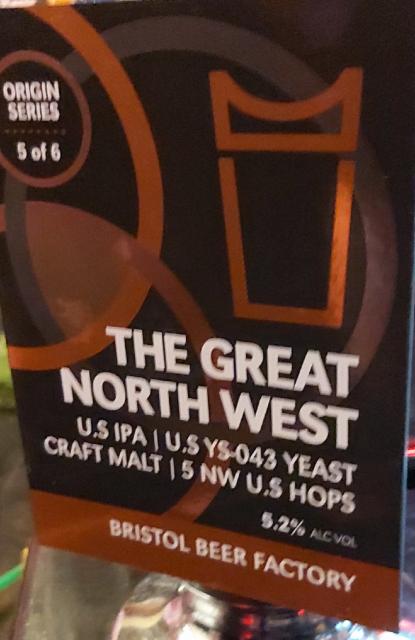 ORIGIN
SERIES
5 of 6
THE GREAT
NORTH WEST
U.S IPA | U.S YS-043 YEAST
CRAFT MALT | 5 NW U.S HOPS
5.2% ALC VOL
BRISTOL BEER FACTORY